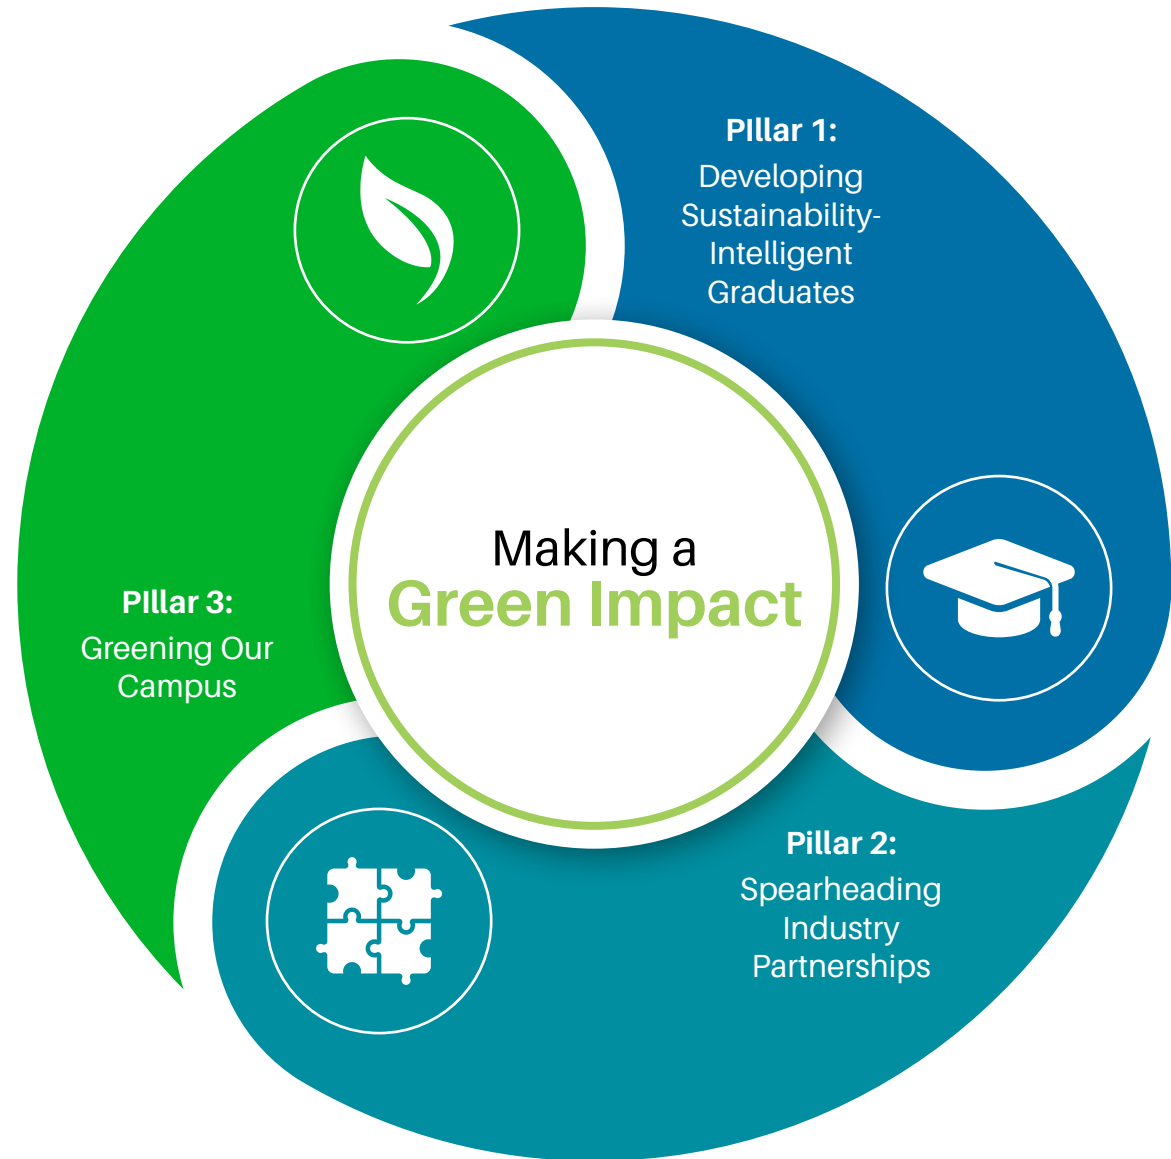 PIllar 1:
Developing
Sustainability-
Intelligent
Graduates
Making a
Green Impact
PIllar 3:
Greening Our
Campus
Pillar 2:
Spearheading
Industry
Partnerships